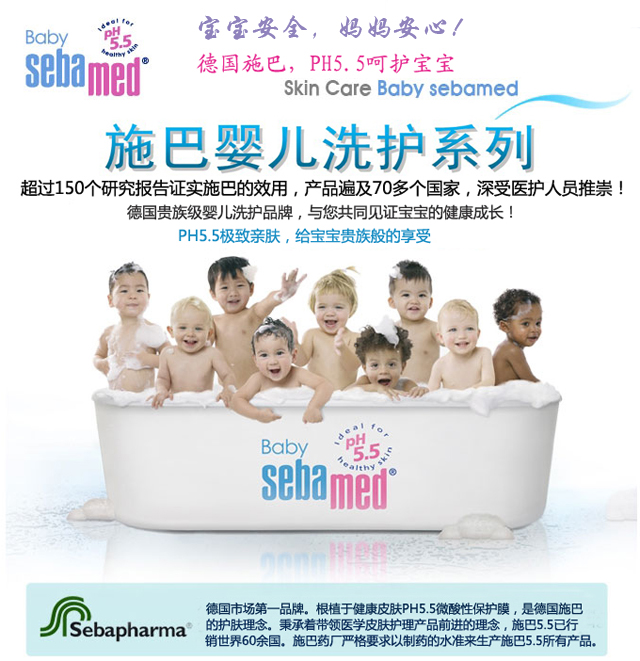 Baby
sebamed®
ideal for
pH
5.5
healthy skin
宝宝安全，妈妈安心！
德国施巴，PH5.5呵护宝宝
Skin Care Baby sebamed
施巴婴儿洗护系列
超过150个研究报告证实施巴的效用，产品遍及70多个国家，深受医护人员推崇！
德国贵族级婴儿洗护品牌，与您共同见证宝宝的健康成长！
PH5.5极致亲肤，给宝宝贵族般的享受
Baby
sebamed®
ideal for
pH
5.5
healthy skin
Sebapharma®
德国市场第一品牌。根植于健康皮肤PH5.5微酸性保护膜，是德国施巴
的护肤理念。秉承着带领医学皮肤护理产品前进的理念，施巴5.5已行
销世界60余国。施巴药厂严格要求以制药的水准来生产施巴5.5所有产品。